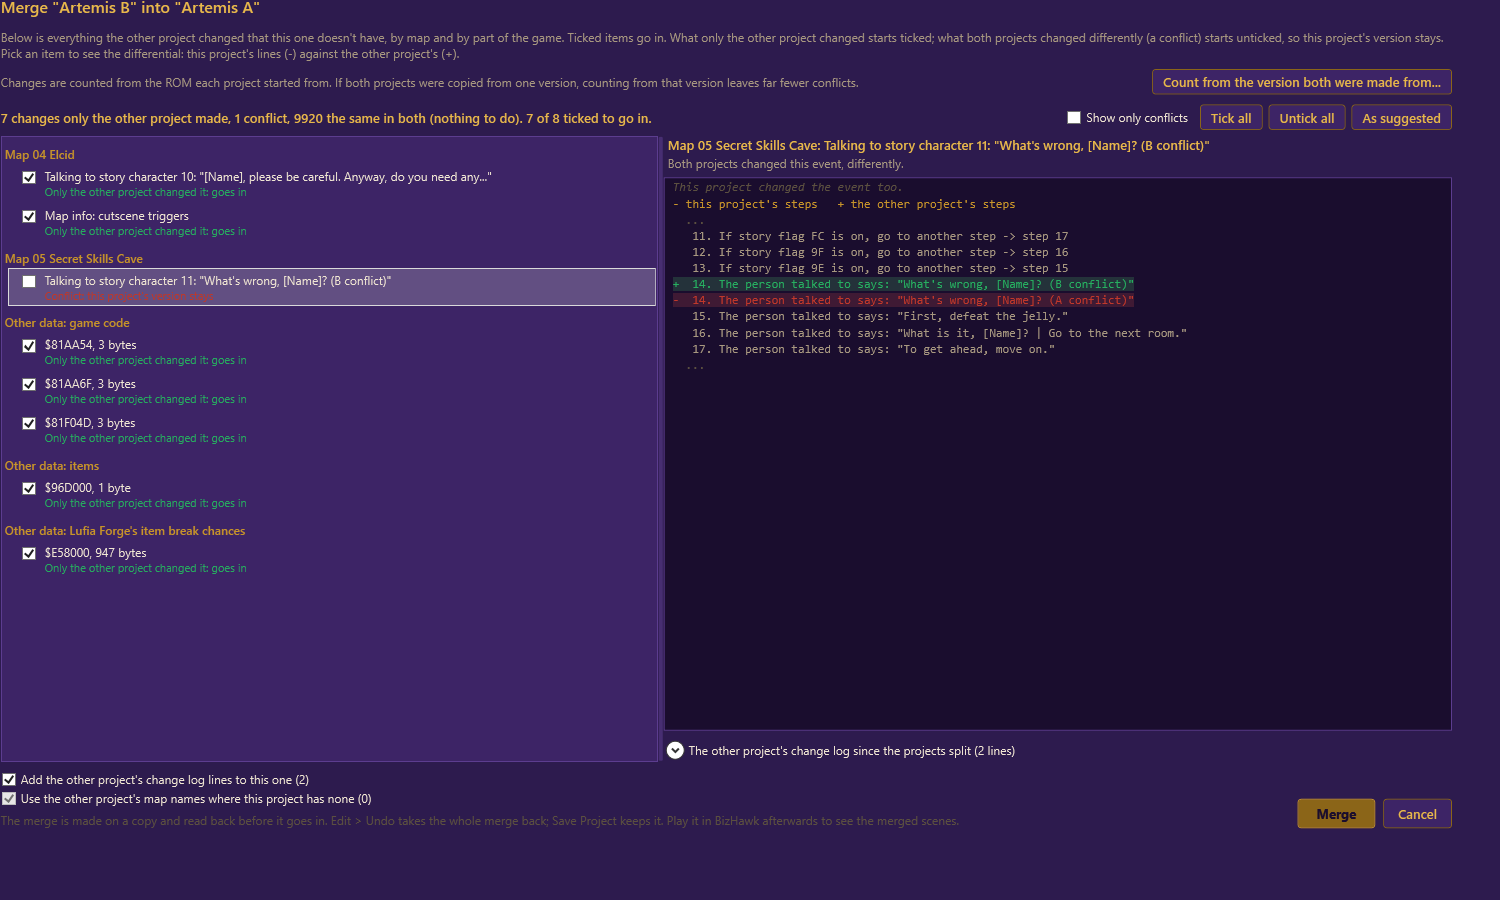 Merge "Artemis B" into "Artemis A"
Below is everything the other project changed that this one doesn't have, by map and by part of the game. Ticked items go in. What only the other project changed starts ticked; what both projects changed differently (a conflict) starts unticked, so this project's version stays.
Pick an item to see the differential: this project's lines (-) against the other project's (+).
Changes are counted from the ROM each project started from. If both projects were copied from one version, counting from that version leaves far fewer conflicts.
Count from the version both were made from...
7 changes only the other project made, 1 conflict, 9920 the same in both (nothing to do). 7 of 8 ticked to go in.
Show only conflicts
Tick all
Untick all
As suggested
Map 04 Elcid
Talking to story character 10: "[Name], please be careful. Anyway, do you need any..."
Only the other project changed it: goes in
Map info: cutscene triggers
Only the other project changed it: goes in
Map 05 Secret Skills Cave
Talking to story character 11: "What's wrong, [Name]? (B conflict)"
Other data: game code
$81AA54, 3 bytes
Only the other project changed it: goes in
$81AA6F, 3 bytes
Only the other project changed it: goes in
$81F04D, 3 bytes
Only the other project changed it: goes in
Other data: items
$96D000, 1 byte
Only the other project changed it: goes in
Other data: Lufia Forge's item break chances
$E58000, 947 bytes
Only the other project changed it: goes in
Map 05 Secret Skills Cave: Talking to story character 11: "What's wrong, [Name]? (B conflict)"
Both projects changed this event, differently.
This project changed the event too.
- this project's steps   + the other project's steps
...
11. If story flag FC is on, go to another step -> step 17
12. If story flag 9F is on, go to another step -> step 16
13. If story flag 9E is on, go to another step -> step 15
+ 14. The person talked to says: "What's wrong, [Name]? (B conflict)"
- 14. The person talked to says: "What's wrong, [Name]? (A conflict)"
15. The person talked to says: "First, defeat the jelly."
16. The person talked to says: "What is it, [Name]? | Go to the next room."
17. The person talked to says: "To get ahead, move on."
...
The other project's change log since the projects split (2 lines)
Add the other project's change log lines to this one (2)
Use the other project's map names where this project has none (0)
The merge is made on a copy and read back before it goes in. Edit > Undo takes the whole merge back; Save Project keeps it. Play it in BizHawk afterwards to see the merged scenes.
Merge
Cancel